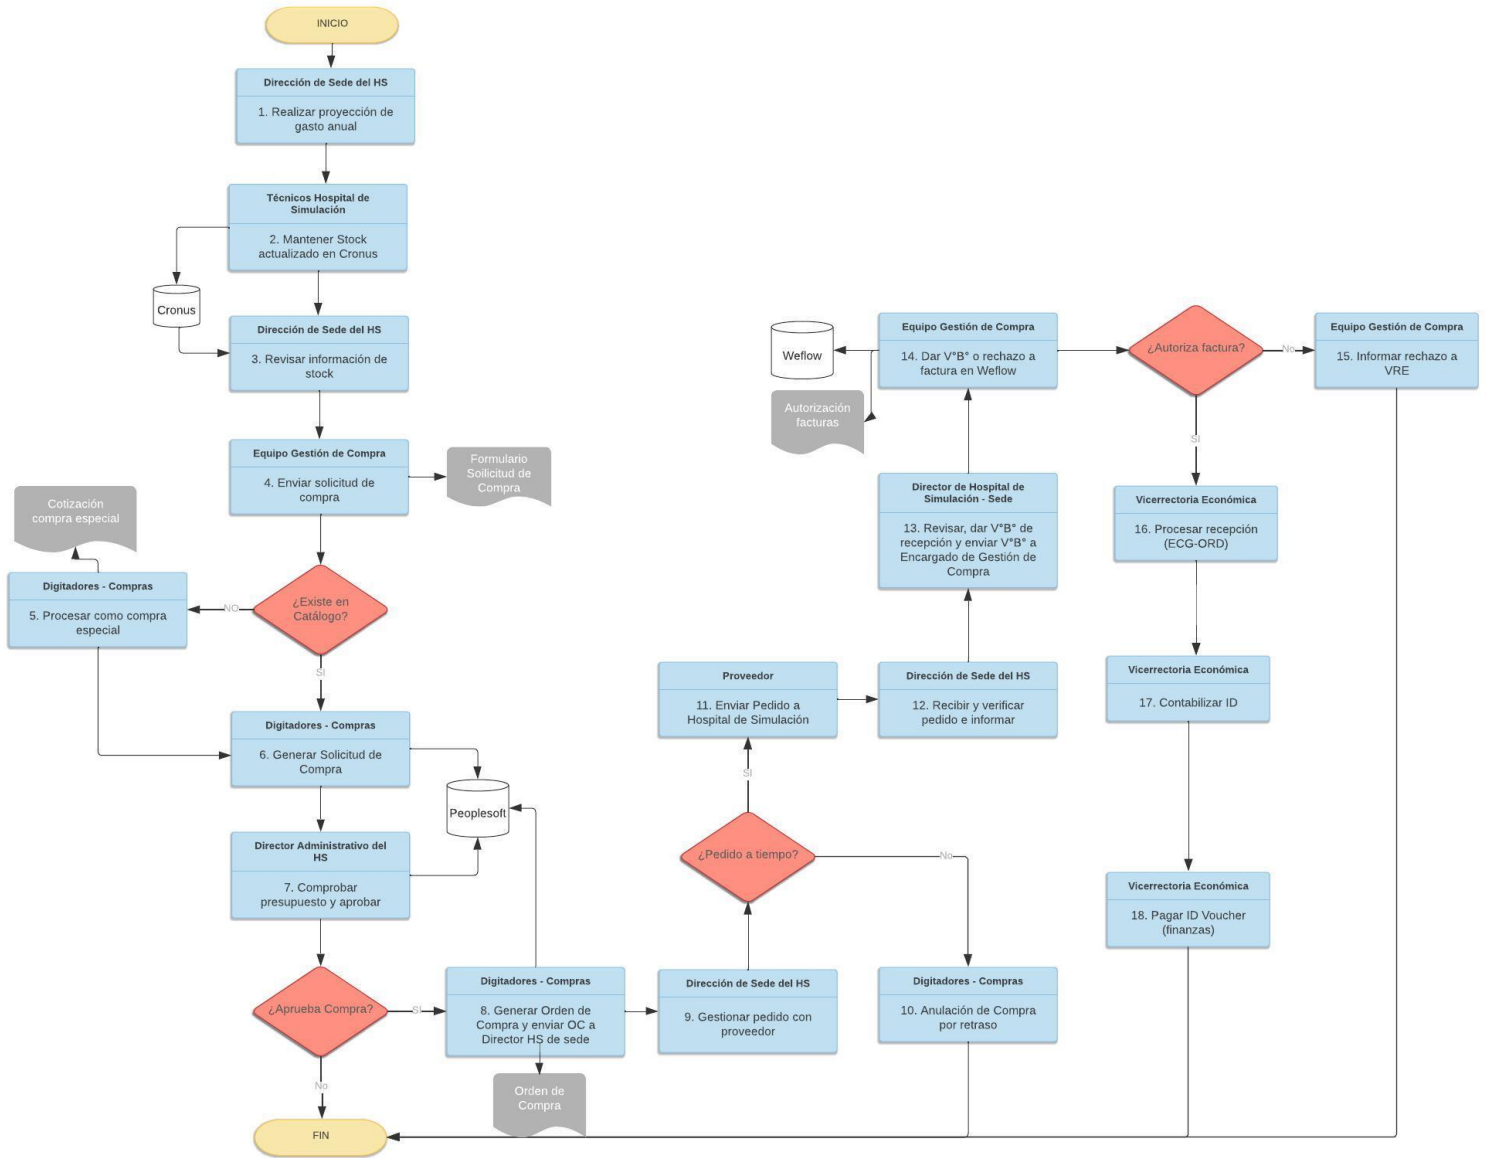 INICIO
Dirección de Sede del HS
1. Realizar proyección de
gasto anual
Técnicos Hospital de
Simulación
2. Mantener Stock
actualizado en Cronus
Cronus
Dirección de Sede del HS
3. Revisar información de
stock
Equipo Gestión de Compra
4. Enviar solicitud de
compra
Formulario
Soilicitud de
Compra
Cotización
compra especial
Digitadores - Compras
5. Procesar como compra
especial
NO
¿Existe en
Catálogo?
SI
Digitadores - Compras
6. Generar Solicitud de
Compra
Peoplesoft
Director Administrativo del
HS
7. Comprobar
presupuesto y aprobar
¿Aprueba Compra?
SI
No
FIN
Digitadores - Compras
8. Generar Orden de
Compra y enviar OC a
Director HS de sede
Orden de
Compra
Dirección de Sede del HS
9. Gestionar pedido con
proveedor
¿Pedido a tiempo?
No
SI
Digitadores - Compras
10. Anulación de Compra
por retraso
Proveedor
11. Enviar Pedido a
Hospital de Simulación
Dirección de Sede del HS
12. Recibir y verificar
pedido e informar
Director de Hospital de
Simulación - Sede
13. Revisar, dar V°B° de
recepción y enviar V°B° a
Encargado de Gestión de
Compra
Equipo Gestión de Compra
14. Dar V°B° o rechazo a
factura en Weflow
Weflow
Autorización
facturas
¿Autoriza factura?
No
Equipo Gestión de Compra
15. Informar rechazo a
VRE
SI
Vicerrectoria Económica
16. Procesar recepción
(ECG-ORD)
Vicerrectoria Económica
17. Contabilizar ID
Vicerrectoria Económica
18. Pagar ID Voucher
(finanzas)